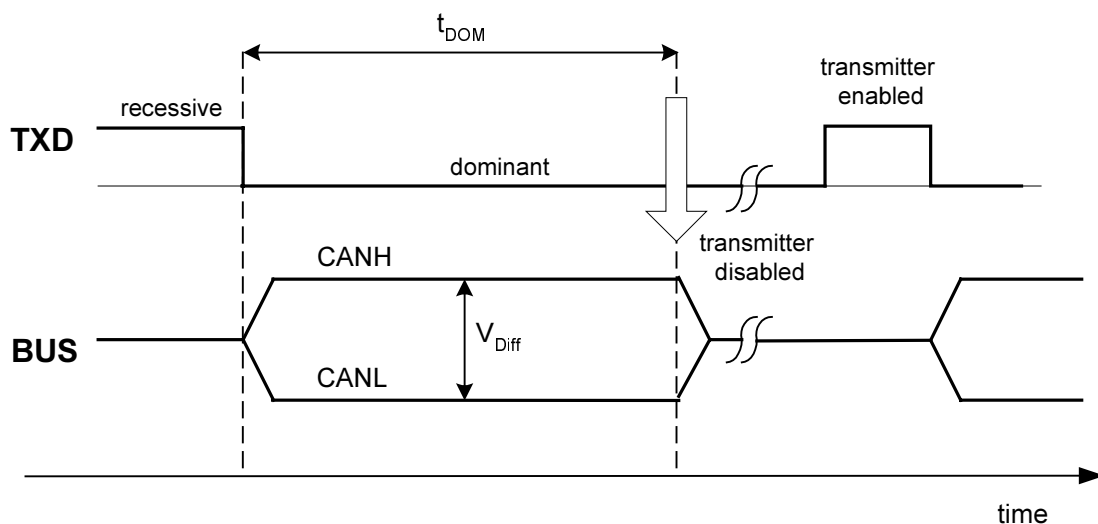 tDOM
transmitter
enabled
recessive
TXD
dominant
transmitter
disabled
CANH
VDiff
BUS
CANL
time